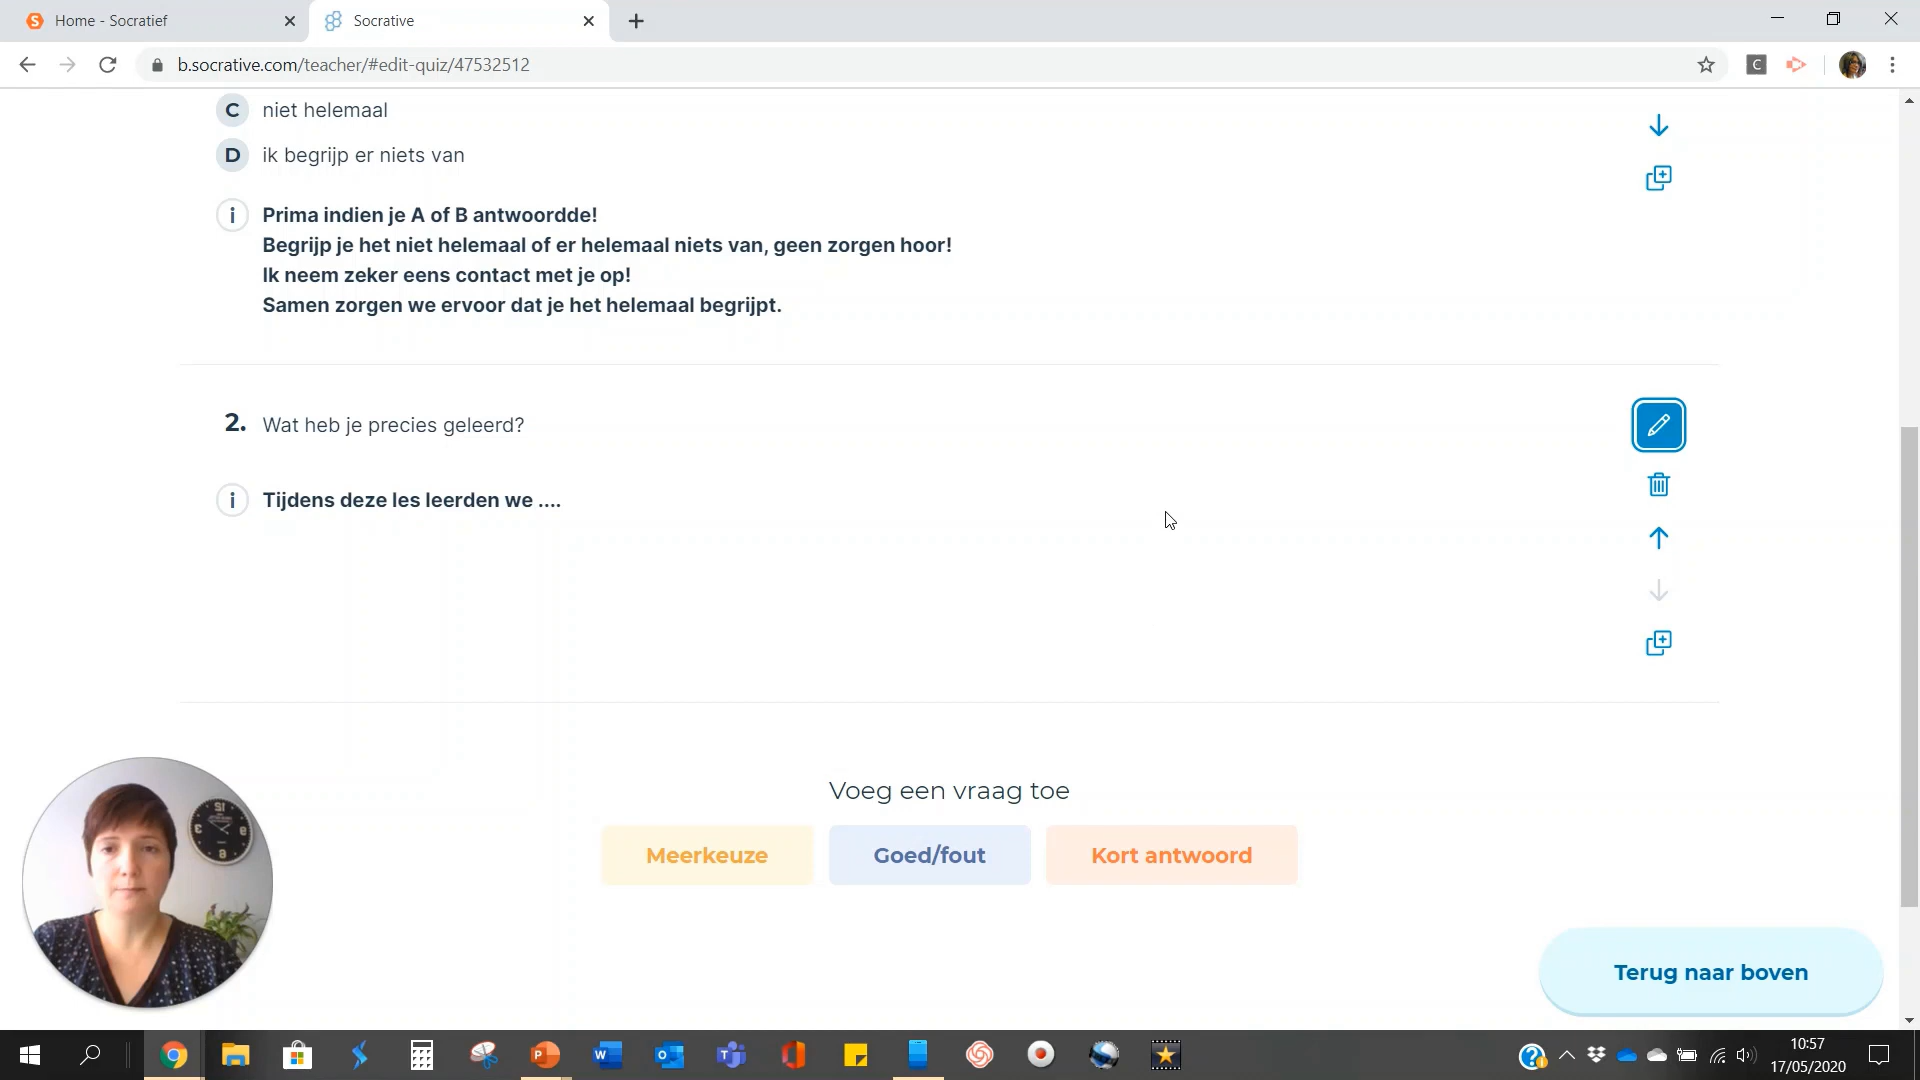 Home - Socratief
Socrative
b.socrative.com/teacher/#edit-quiz/47532512
C
C niet helemaal
D ik begrijp er niets van
i Prima indien je A of B antwoordde!
Begrijp je het niet helemaal of er helemaal niets van, geen zorgen hoor!
Ik neem zeker eens contact met je op!
Samen zorgen we ervoor dat je het helemaal begrijpt.
2. Wat heb je precies geleerd?
i Tijdens deze les leerden we ....
Voeg een vraag toe
Meerkeuze
Goed/fout
Kort antwoord
Terug naar boven
10:57
17/05/2020